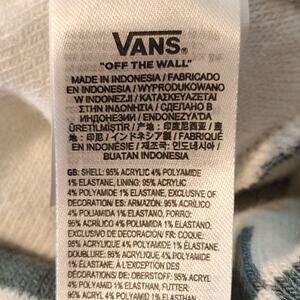 VANS®
"OFF THE WALL"
MADE IN INDONESIA / FABRICADO
EN INDONESIA / WYPRODUKOWANO
W INDONEZJI / ΚΑΤΑΣΚΕΥΑΖΕΤΑΙ
ΣΤΗΝ ΙΝΔΟΝΗΣΙΑ / СДЕЛАНО В
ИНДОНЕЗИИ / ENDONEZYA'DA
ÜRETİLMİŞTİR / 产地：印度尼西亚 / 產
地：印尼 / インドネシア製 / FABRIQUÉ
EN INDONÉSIE / 제조국: 인도네시아 /
BUATAN INDONESIA
GB: SHELL: 95% ACRYLIC 4% POLYAMIDE
1% ELASTANE, LINING: 95% ACRYLIC
4% POLYAMIDE 1% ELASTANE, EXCLUSIVE OF
DECORATION ES: ARMAZÓN: 95% ACRÍLICO
4% POLIAMIDA 1% ELASTANO, FORRO:
95% ACRÍLICO 4% POLIAMIDA 1% ELASTANO,
EXCLUSIVO DE DECORACIÓN FR: COQUE:
95% ACRYLIQUE 4% POLYAMIDE 1% ÉLASTHANNE,
DOUBLURE: 95% ACRYLIQUE 4% POLYAMIDE
1% ÉLASTHANNE, À L'EXCEPTION DES
DÉCORATIONS DE: OBERSTOFF: 95% ACRYL
4% POLYAMID 1% ELASTHAN, FUTTER:
95% ACRYL 4% POLYAMID 1% ELASTHAN